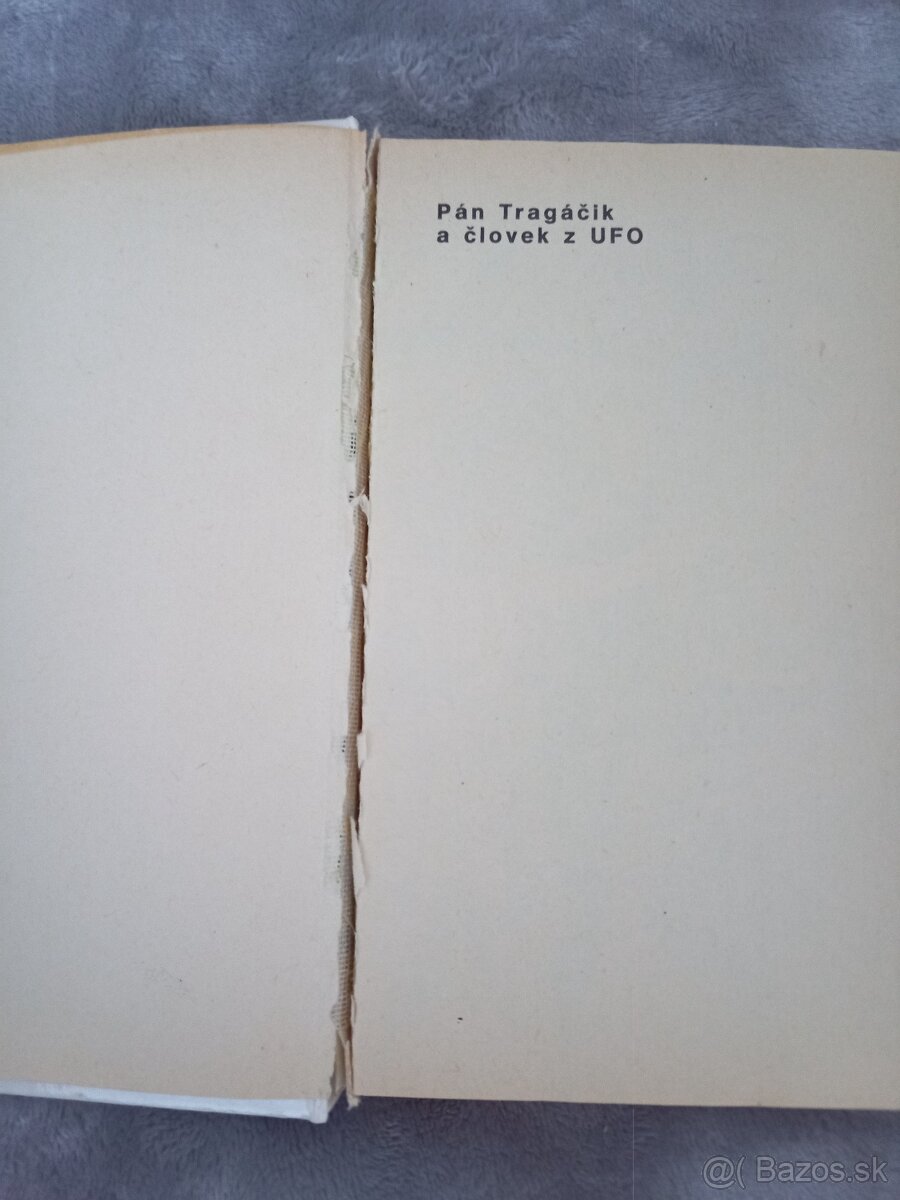 Pán Tragáčik
a človek z UFO
@( Bazos.sk